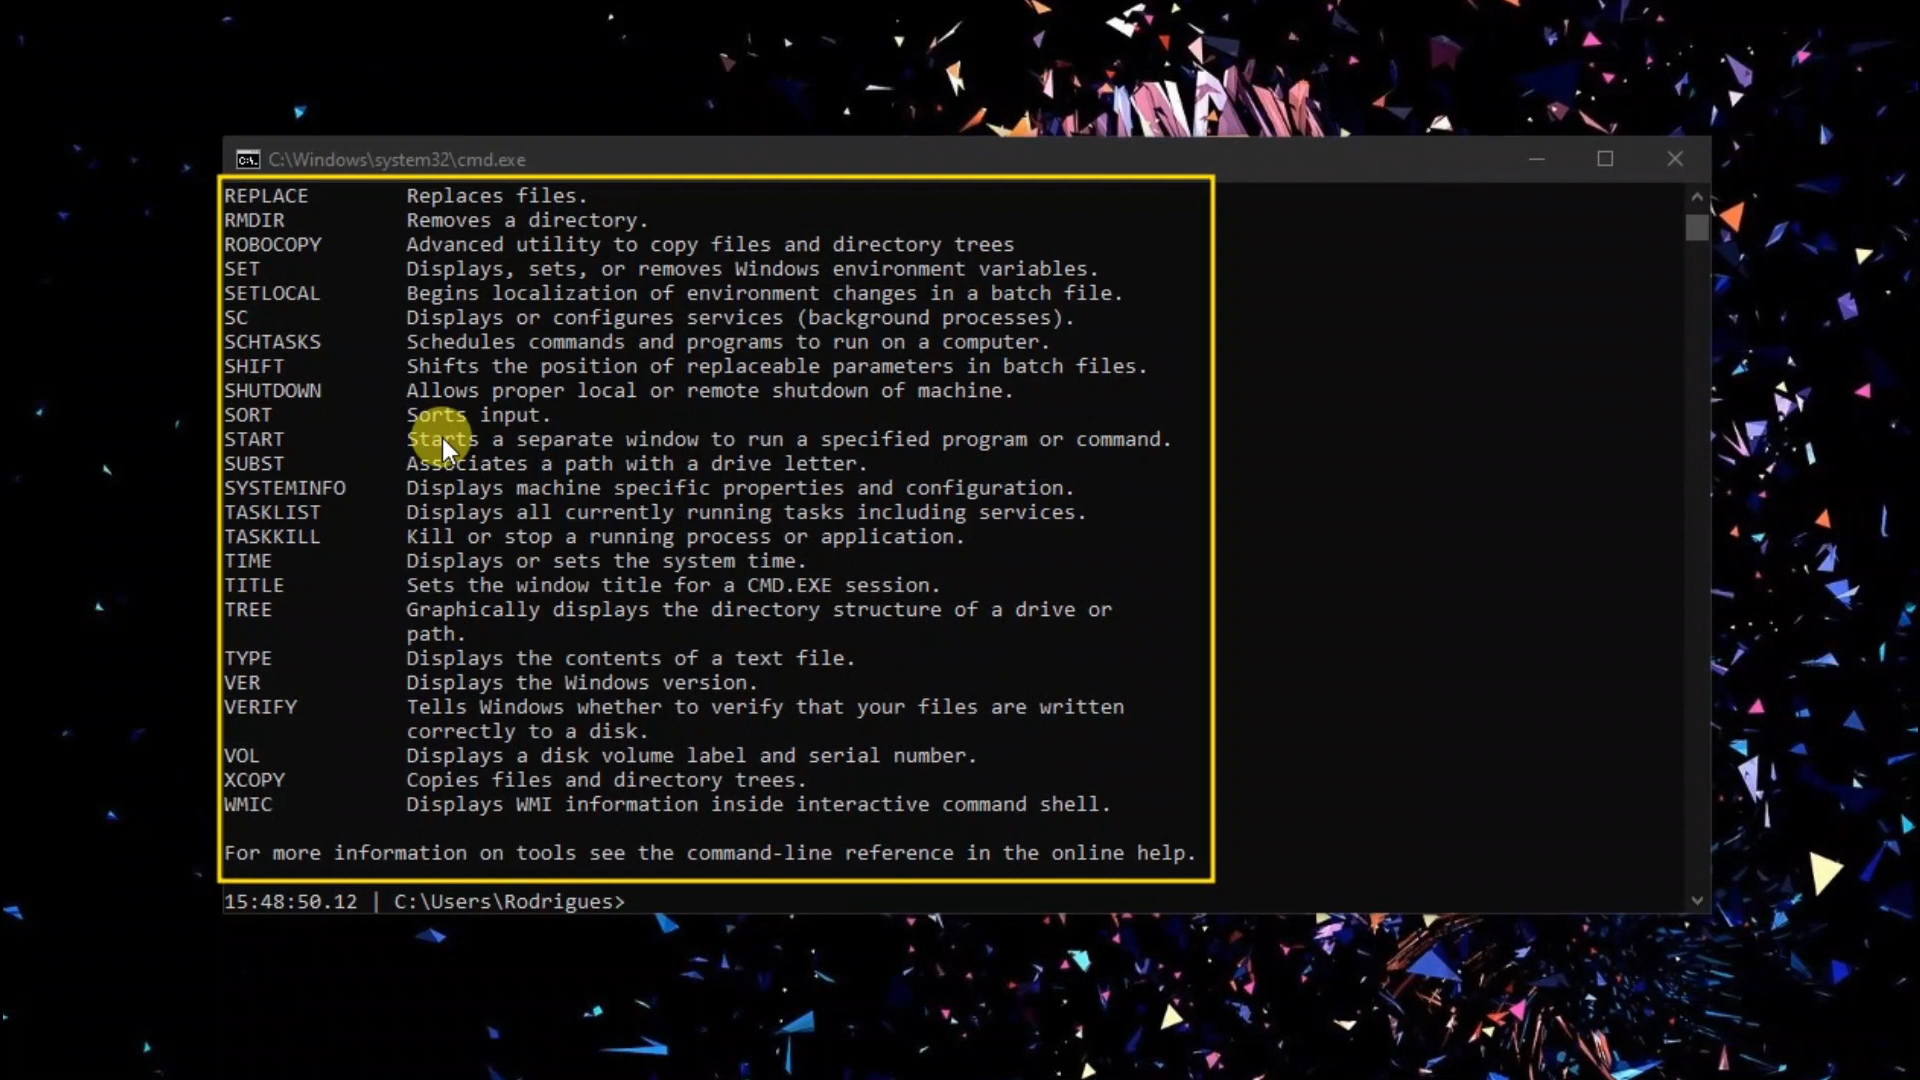 C:\Windows\system32\cmd.exe
REPLACE Replaces files.
RMDIR Removes a directory.
ROBOCOPY Advanced utility to copy files and directory trees
SET Displays, sets, or removes Windows environment variables.
SETLOCAL Begins localization of environment changes in a batch file.
SC Displays or configures services (background processes).
SCHTASKS Schedules commands and programs to run on a computer.
SHIFT Shifts the position of replaceable parameters in batch files.
SHUTDOWN Allows proper local or remote shutdown of machine.
SORT Sorts input.
START Starts a separate window to run a specified program or command.
SUBST Associates a path with a drive letter.
SYSTEMINFO Displays machine specific properties and configuration.
TASKLIST Displays all currently running tasks including services.
TASKKILL Kill or stop a running process or application.
TIME Displays or sets the system time.
TITLE Sets the window title for a CMD.EXE session.
TREE Graphically displays the directory structure of a drive or
path.
TYPE Displays the contents of a text file.
VER Displays the Windows version.
VERIFY Tells Windows whether to verify that your files are written
correctly to a disk.
VOL Displays a disk volume label and serial number.
XCOPY Copies files and directory trees.
WMIC Displays WMI information inside interactive command shell.
For more information on tools see the command-line reference in the online help.
15:48:50.12 | C:\Users\Rodrigues>